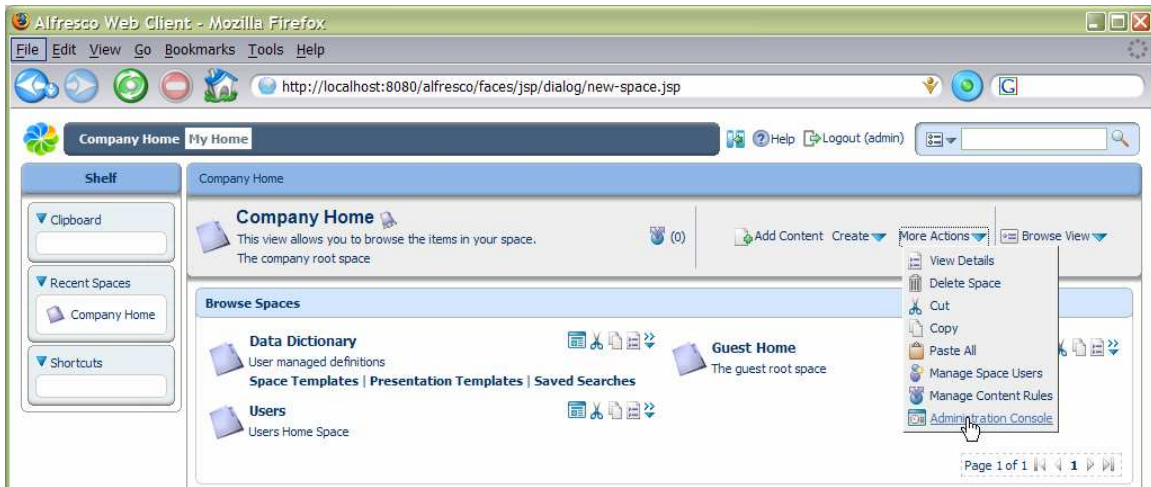 Alfresco Web Client - Mozilla Firefox
File Edit View Go Bookmarks Tools Help
http://localhost:8080/alfresco/faces/jsp/dialog/new-space.jsp G
Company Home My Home Help Logout (admin)
Shelf Company Home
Clipboard
Company Home
This view allows you to browse the items in your space.
The company root space
(0) Add Content Create More Actions Browse View
View Details
Delete Space
Cut
Copy
Paste All
Manage Space Users
Manage Content Rules
Administration Console
Recent Spaces
Company Home
Shortcuts
Browse Spaces
Data Dictionary
User managed definitions
Space Templates | Presentation Templates | Saved Searches
Guest Home
The guest root space
Users
Users Home Space
Page 1 of 1 1